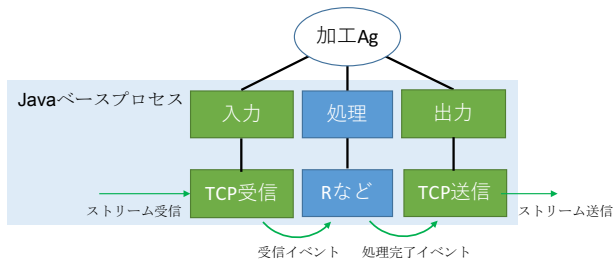 加工Ag
Javaベースプロセス
入力
処理
出力
TCP受信
Rなど
TCP送信
ストリーム受信
ストリーム送信
受信イベント
処理完了イベント